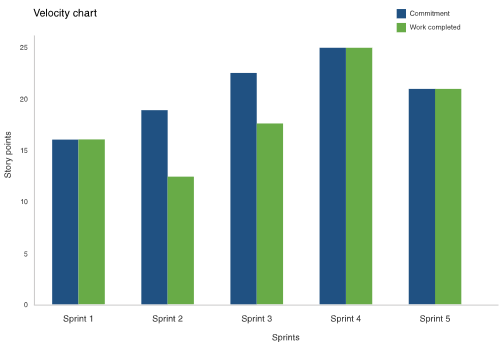 Velocity chart
Commitment
Work completed
Story points
25
20
15
10
5
0
Sprint 1
Sprint 2
Sprint 3
Sprint 4
Sprint 5
Sprints